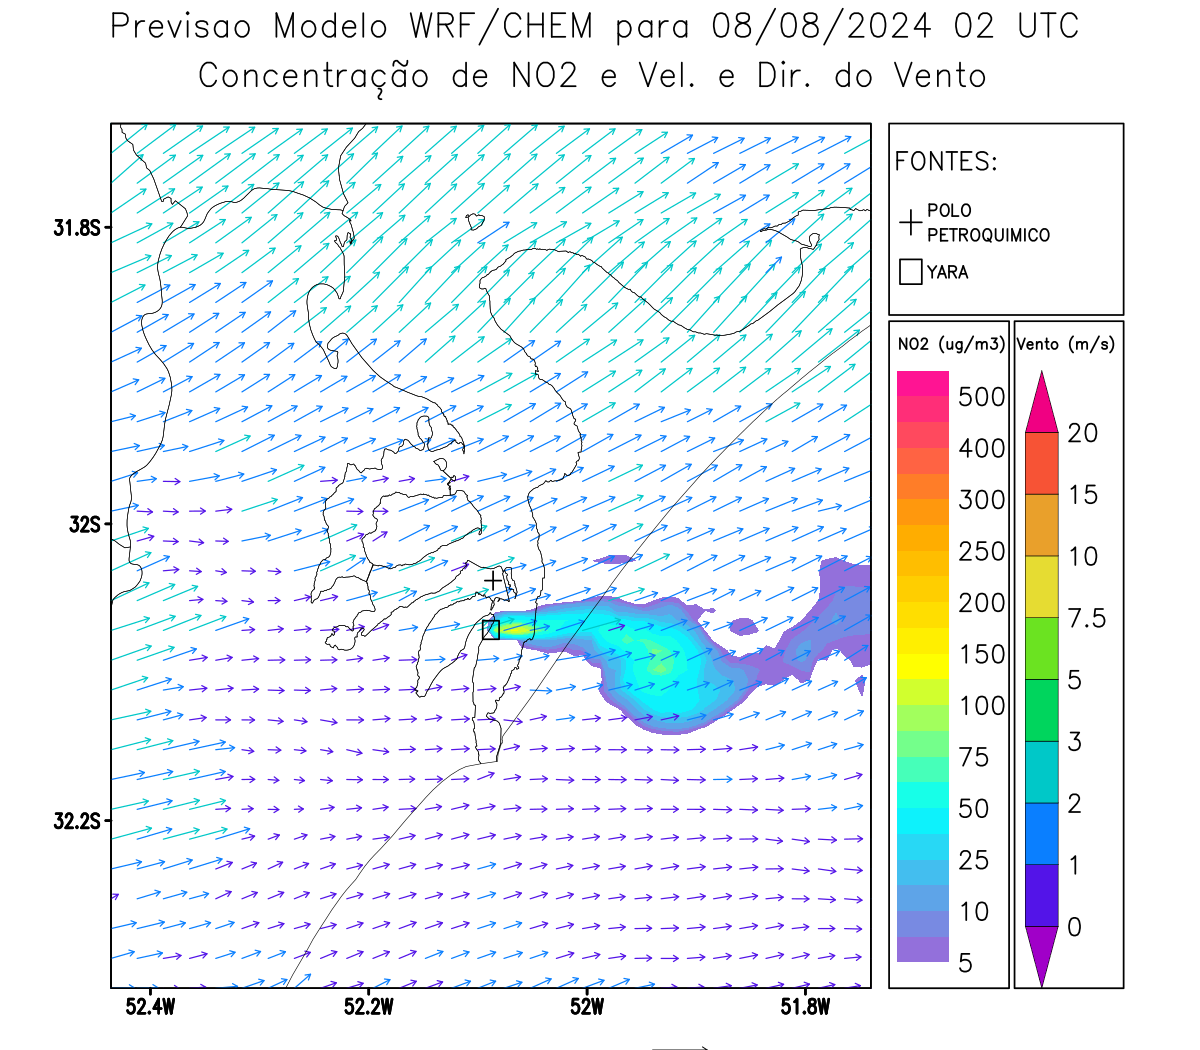 Previsao Modelo WRF/CHEM para 08/08/2024 02 UTC
Concentração de NO2 e Vel. e Dir. do Vento
FONTES:
POLO
PETROQUIMICO
YARA
NO2 (ug/m3)
500
400
300
250
200
150
100
75
50
25
10
5
Vento (m/s)
20
15
10
7.5
5
3
2
1
0
31.8S
32S
32.2S
52.4W
52.2W
52W
51.8W